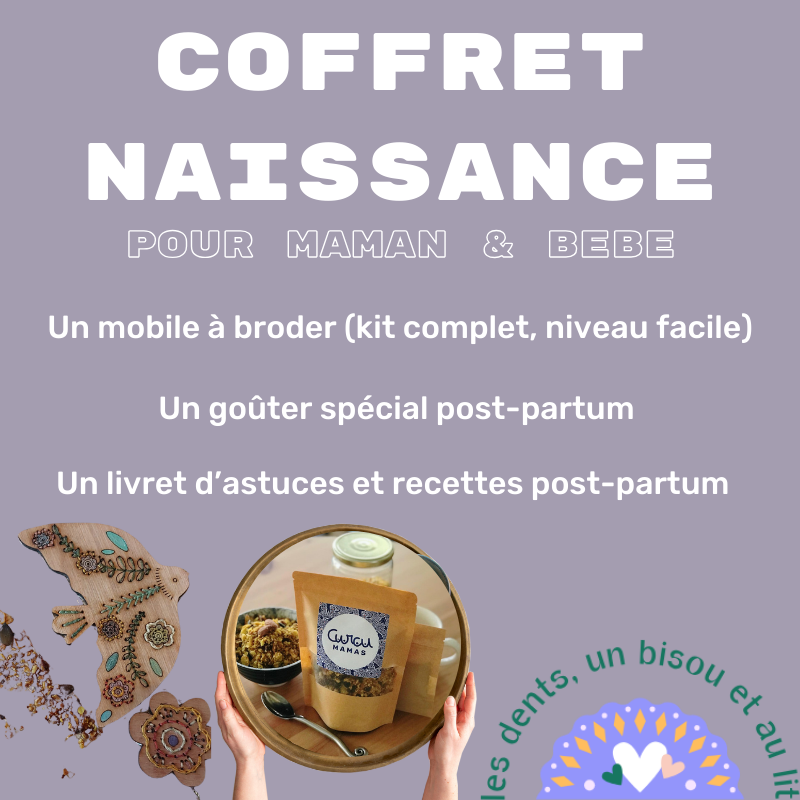 COFFRET
NAISSANCE
POUR MAMAN & BEBE
Un mobile à broder (kit complet, niveau facile)
Un goûter spécial post-partum
Un livret d’astuces et recettes post-partum
Curcu
MAMAS
les dents, un bisou et au lit